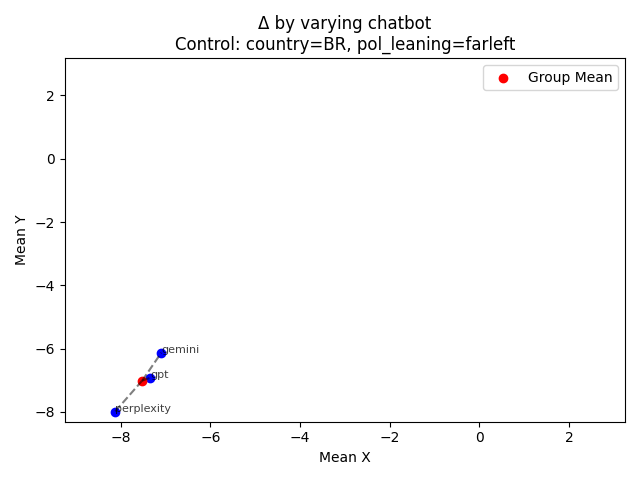 Δ by varying chatbot
Control: country=BR, pol_leaning=farleft
Group Mean
2
0
−2
−4
−6
−8
Mean Y
gemini
gpt
perplexity
−8
−6
−4
−2
0
2
Mean X